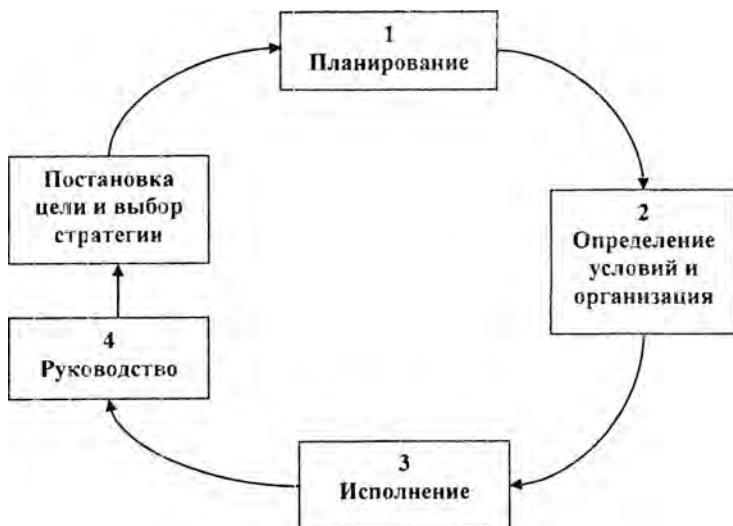 1
Планирование
2
Определение
условий и
организация
3
Исполнение
4
Руководство
Постановка
цели и выбор
стратегии